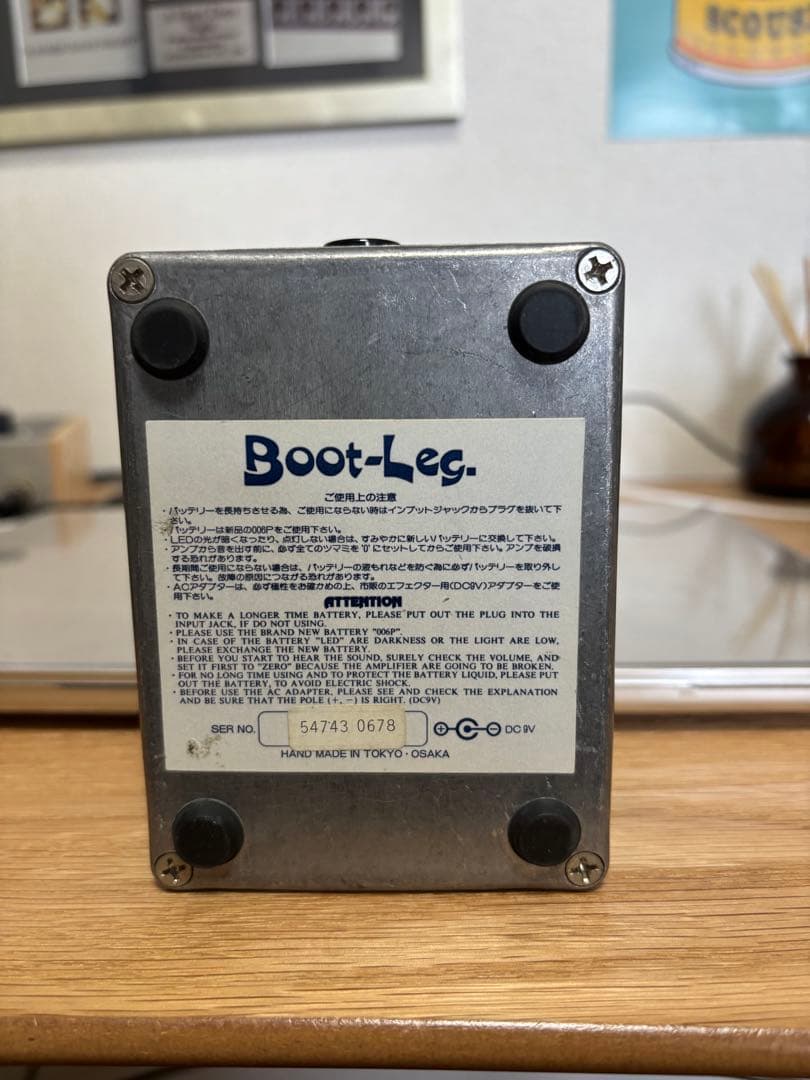 SCOUS
Boot-Leg.
ご使用上の注意
・バッテリーを長持ちさせる為、ご使用にならない時はインプットジャックからプラグを抜いて下
さい。
・バッテリーは新品の006Pをご使用下さい。
・LEDの光が暗くなったり、点灯しない場合は、すみやかに新しいバッテリーに交換して下さい。
・アンプから音を出す前に、必ず全てのツマミを'0'にセットしてからご使用下さい。アンプを破損
する恐れがあります。
・長期間ご使用にならない場合は、バッテリーの液もれなどを防ぐ為に必ずバッテリーを取り外し
て下さい。故障の原因につながる恐れがあります。
・ACアダプターは、必ず極性をお確かめの上、市販のエフェクター用(DC9V)アダプターをご使
用下さい。
ATTENTION
・TO MAKE A LONGER TIME BATTERY, PLEASE PUT OUT THE PLUG INTO THE
INPUT JACK, IF DO NOT USING.
・PLEASE USE THE BRAND NEW BATTERY "006P".
・IN CASE OF THE BATTERY "LED" ARE DARKNESS OR THE LIGHT ARE LOW,
PLEASE EXCHANGE THE NEW BATTERY.
・BEFORE YOU START TO HEAR THE SOUND, SURELY CHECK THE VOLUME, AND
SET IT FIRST TO "ZERO" BECAUSE THE AMPLIFIER ARE GOING TO BE BROKEN.
・FOR NO LONG TIME USING AND TO PROTECT THE BATTERY LIQUID, PLEASE PUT
OUT THE BATTERY, TO AVOID ELECTRIC SHOCK.
・BEFORE USE THE AC ADAPTER, PLEASE SEE AND CHECK THE EXPLANATION
AND BE SURE THAT THE POLE (+, −) IS RIGHT. (DC9V)
SER NO. 54743 0678 DC 9V
HAND MADE IN TOKYO・OSAKA